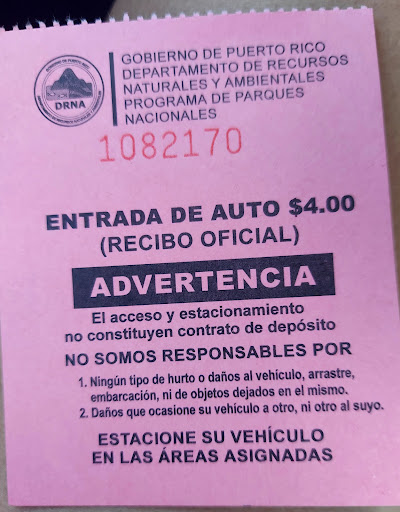 GOBIERNO DE PUERTO RICO
DEPARTAMENTO DE RECURSOS
NATURALES Y AMBIENTALES
PROGRAMA DE PARQUES
NACIONALES
DRNA
1082170
ENTRADA DE AUTO $4.00
(RECIBO OFICIAL)
ADVERTENCIA
El acceso y estacionamiento
no constituyen contrato de depósito
NO SOMOS RESPONSABLES POR
1. Ningún tipo de hurto o daños al vehículo, arrastre,
embarcación, ni de objetos dejados en el mismo.
2. Daños que ocasione su vehículo a otro, ni otro al suyo.
ESTACIONE SU VEHÍCULO
EN LAS ÁREAS ASIGNADAS